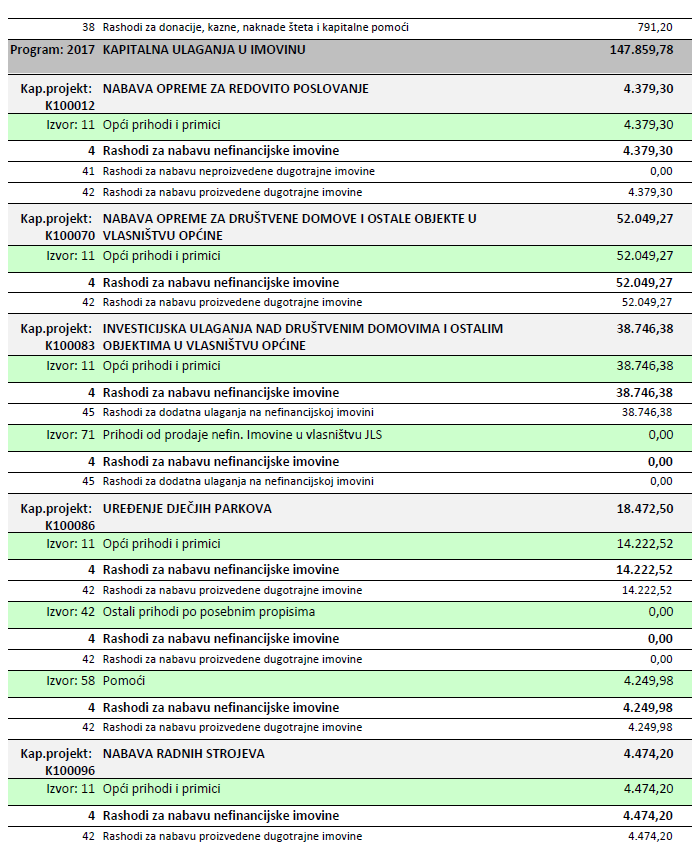 38 Rashodi za donacije, kazne, naknade šteta i kapitalne pomoći 791,20
Program: 2017 KAPITALNA ULAGANJA U IMOVINU 147.859,78
Kap.projekt: NABAVA OPREME ZA REDOVITO POSLOVANJE 4.379,30
K100012
Izvor: 11 Opći prihodi i primici 4.379,30
4 Rashodi za nabavu nefinancijske imovine 4.379,30
41 Rashodi za nabavu neproizvedene dugotrajne imovine 0,00
42 Rashodi za nabavu proizvedene dugotrajne imovine 4.379,30
Kap.projekt: NABAVA OPREME ZA DRUŠTVENE DOMOVE I OSTALE OBJEKTE U 52.049,27
K100070 VLASNIŠTVU OPĆINE
Izvor: 11 Opći prihodi i primici 52.049,27
4 Rashodi za nabavu nefinancijske imovine 52.049,27
42 Rashodi za nabavu proizvedene dugotrajne imovine 52.049,27
Kap.projekt: INVESTICIJSKA ULAGANJA NAD DRUŠTVENIM DOMOVIMA I OSTALIM 38.746,38
K100083 OBJEKTIMA U VLASNIŠTVU OPĆINE
Izvor: 11 Opći prihodi i primici 38.746,38
4 Rashodi za nabavu nefinancijske imovine 38.746,38
45 Rashodi za dodatna ulaganja na nefinancijskoj imovini 38.746,38
Izvor: 71 Prihodi od prodaje nefin. Imovine u vlasništvu JLS 0,00
4 Rashodi za nabavu nefinancijske imovine 0,00
45 Rashodi za dodatna ulaganja na nefinancijskoj imovini 0,00
Kap.projekt: UREĐENJE DJEČJIH PARKOVA 18.472,50
K100086
Izvor: 11 Opći prihodi i primici 14.222,52
4 Rashodi za nabavu nefinancijske imovine 14.222,52
42 Rashodi za nabavu proizvedene dugotrajne imovine 14.222,52
Izvor: 42 Ostali prihodi po posebnim propisima 0,00
4 Rashodi za nabavu nefinancijske imovine 0,00
42 Rashodi za nabavu proizvedene dugotrajne imovine 0,00
Izvor: 58 Pomoći 4.249,98
4 Rashodi za nabavu nefinancijske imovine 4.249,98
42 Rashodi za nabavu proizvedene dugotrajne imovine 4.249,98
Kap.projekt: NABAVA RADNIH STROJEVA 4.474,20
K100096
Izvor: 11 Opći prihodi i primici 4.474,20
4 Rashodi za nabavu nefinancijske imovine 4.474,20
42 Rashodi za nabavu proizvedene dugotrajne imovine 4.474,20